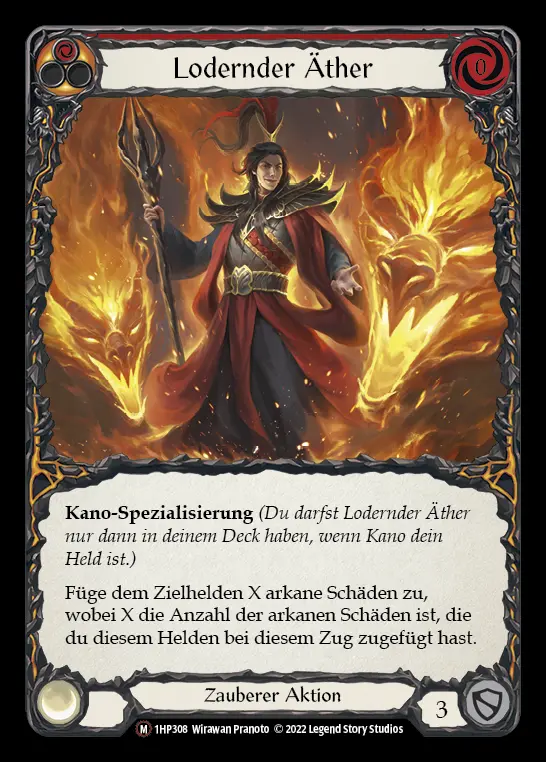 Lodernder Äther
0
Kano-Spezialisierung (Du darfst Lodernder Äther
nur dann in deinem Deck haben, wenn Kano dein
Held ist.)
Füge dem Zielhelden X arkane Schäden zu,
wobei X die Anzahl der arkanen Schäden ist, die
du diesem Helden bei diesem Zug zugefügt hast.
Zauberer Aktion
3
M 1HP308 Wirawan Pranoto © 2022 Legend Story Studios